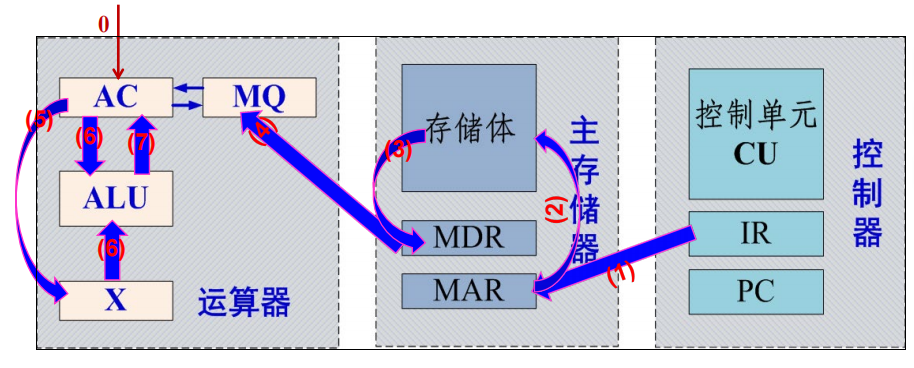 0
AC
MQ
(5)
(6)
(7)
(4)
ALU
(6)
X
运算器
存储体
(3)
(2)
主存储器
MDR
MAR
(1)
控制单元
CU
IR
PC
控制器